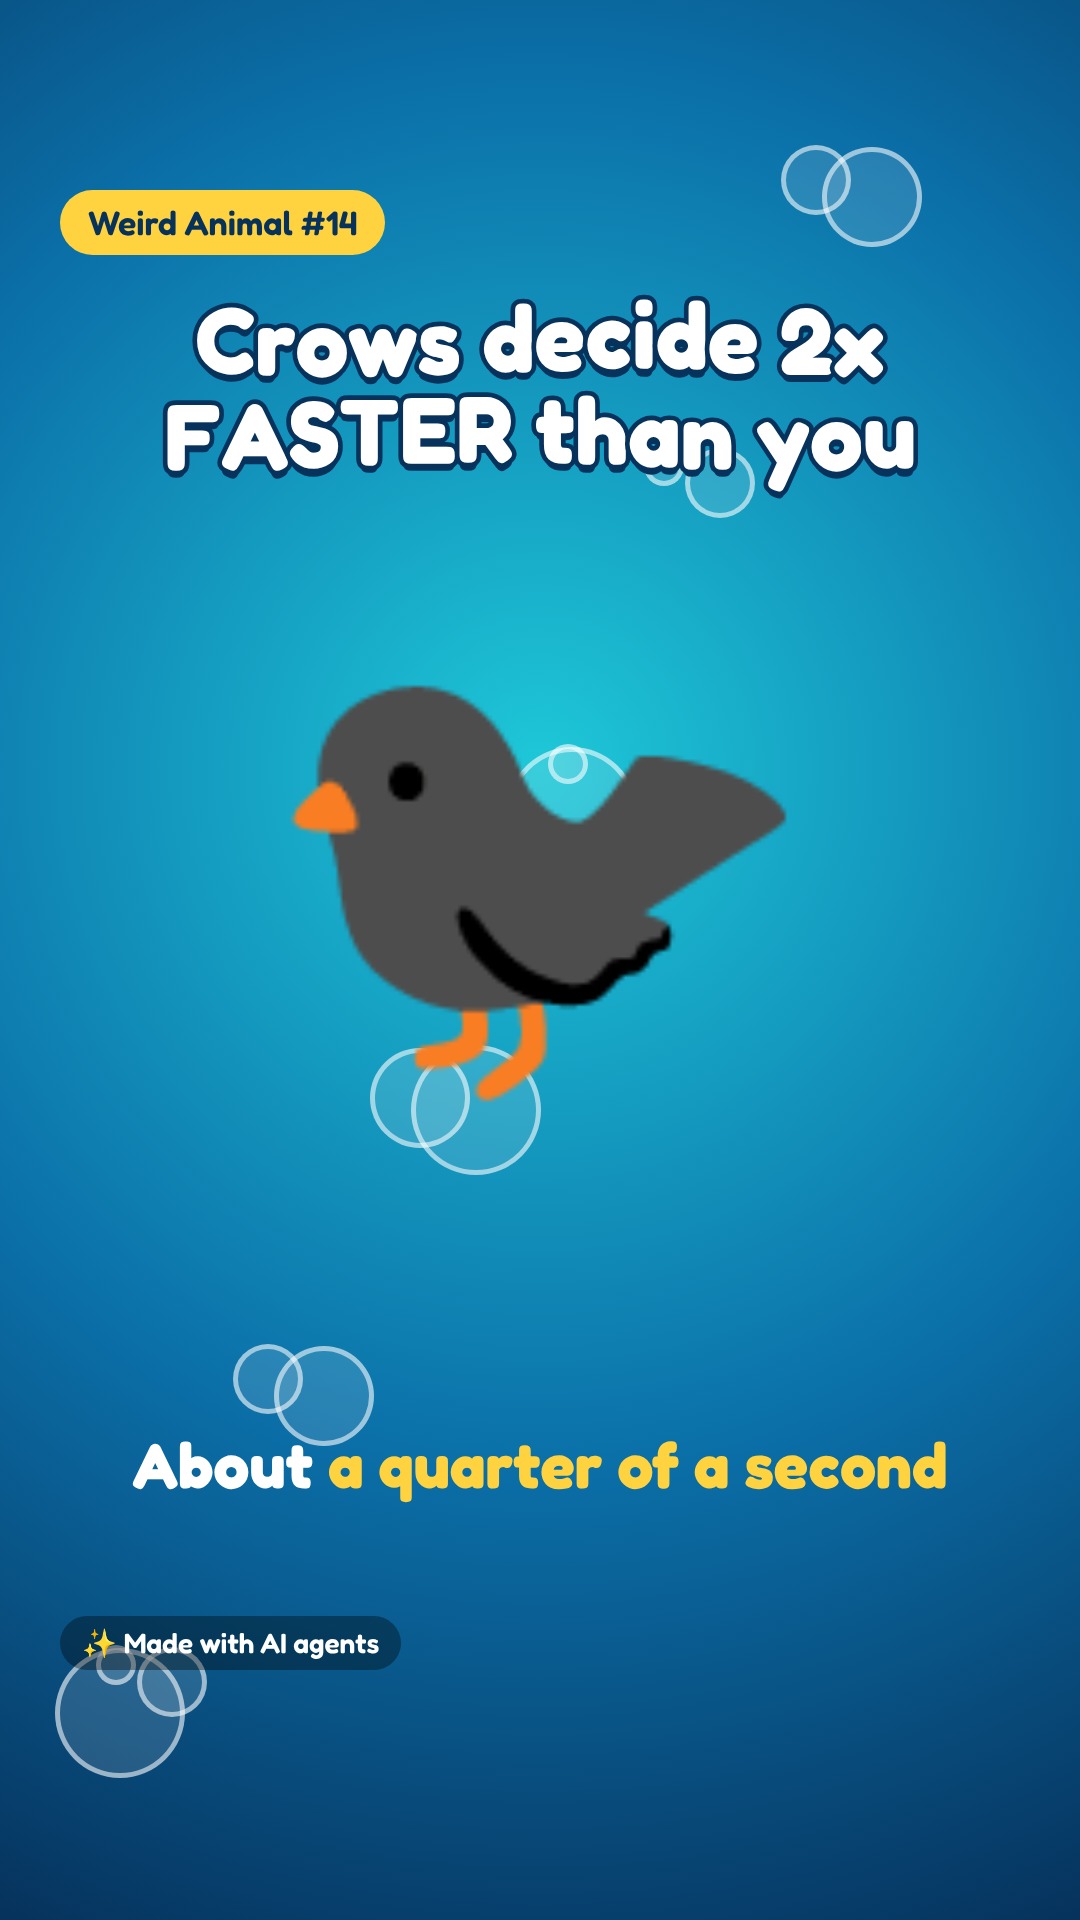 Weird Animal #14
Crows decide 2x
FASTER than you
About a quarter of a second
✨ Made with AI agents